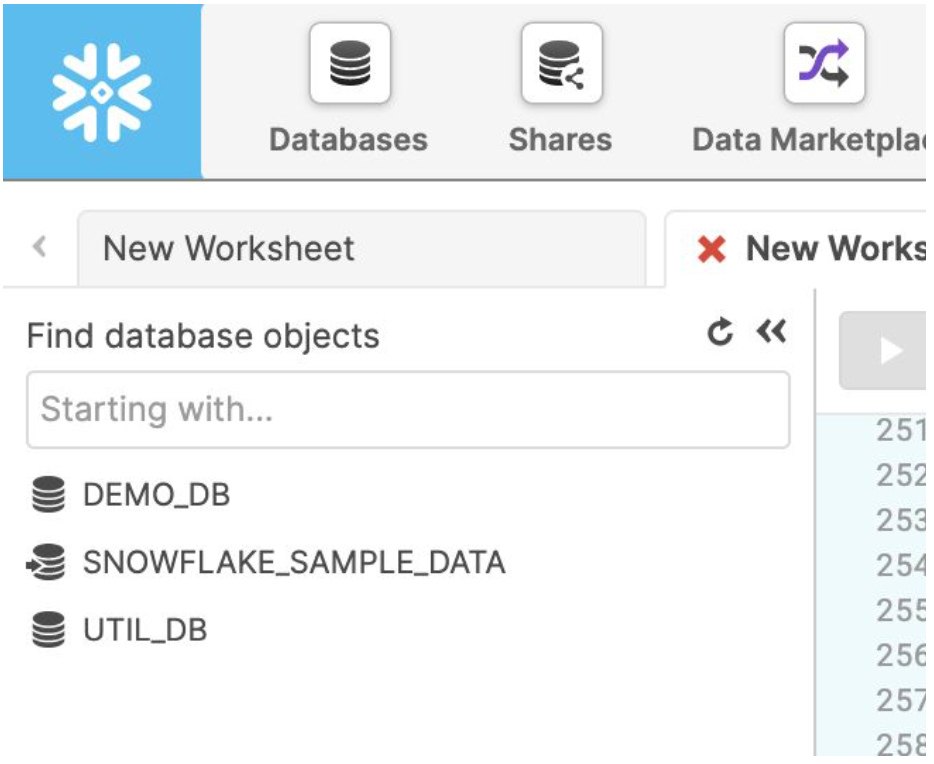 Databases Shares Data Marketplac
New Worksheet New Works
Find database objects
Starting with...
DEMO_DB
SNOWFLAKE_SAMPLE_DATA
UTIL_DB
251
252
253
254
255
256
257
258